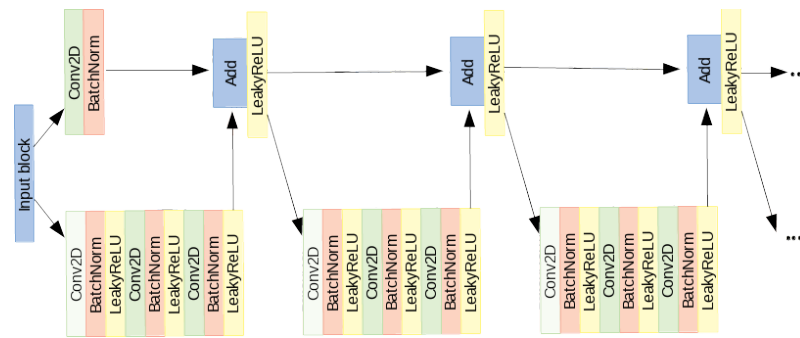 Input block
Conv2D
BatchNorm
Add
LeakyReLU
Add
LeakyReLU
Add
LeakyReLU
...
Conv2D
BatchNorm
LeakyReLU
Conv2D
BatchNorm
LeakyReLU
Conv2D
BatchNorm
LeakyReLU
Conv2D
BatchNorm
LeakyReLU
Conv2D
BatchNorm
LeakyReLU
Conv2D
BatchNorm
LeakyReLU
Conv2D
BatchNorm
LeakyReLU
Conv2D
BatchNorm
LeakyReLU
Conv2D
BatchNorm
LeakyReLU
...